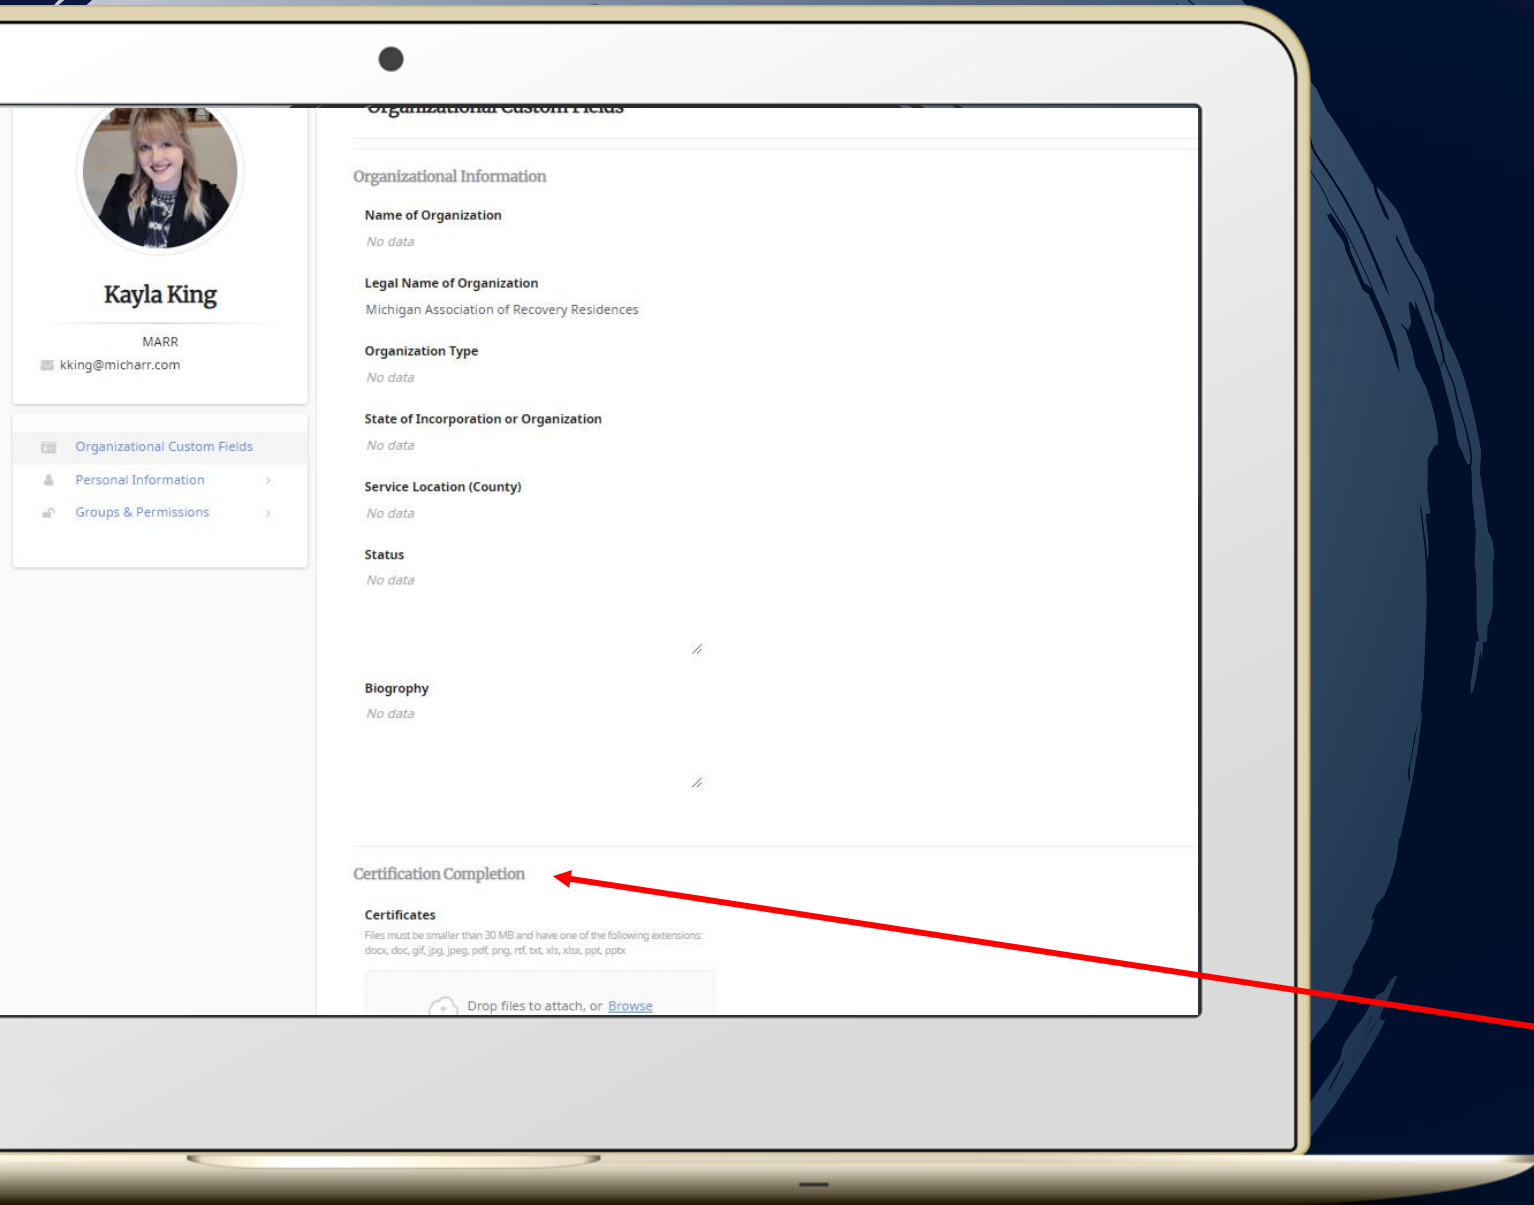 Organizational Custom Fields
Kayla King
MARR
kking@micharr.com
Organizational Custom Fields
Personal Information
Groups & Permissions
Organizational Information
Name of Organization
No data
Legal Name of Organization
Michigan Association of Recovery Residences
Organization Type
No data
State of Incorporation or Organization
No data
Service Location (County)
No data
Status
No data
Biogrophy
No data
Certification Completion
Certificates
Files must be smaller than 30 MB and have one of the following extensions:
docx, doc, gif, jpg, jpeg, pdf, png, rtf, txt, xls, xlsx, ppt, pptx
Drop files to attach, or Browse